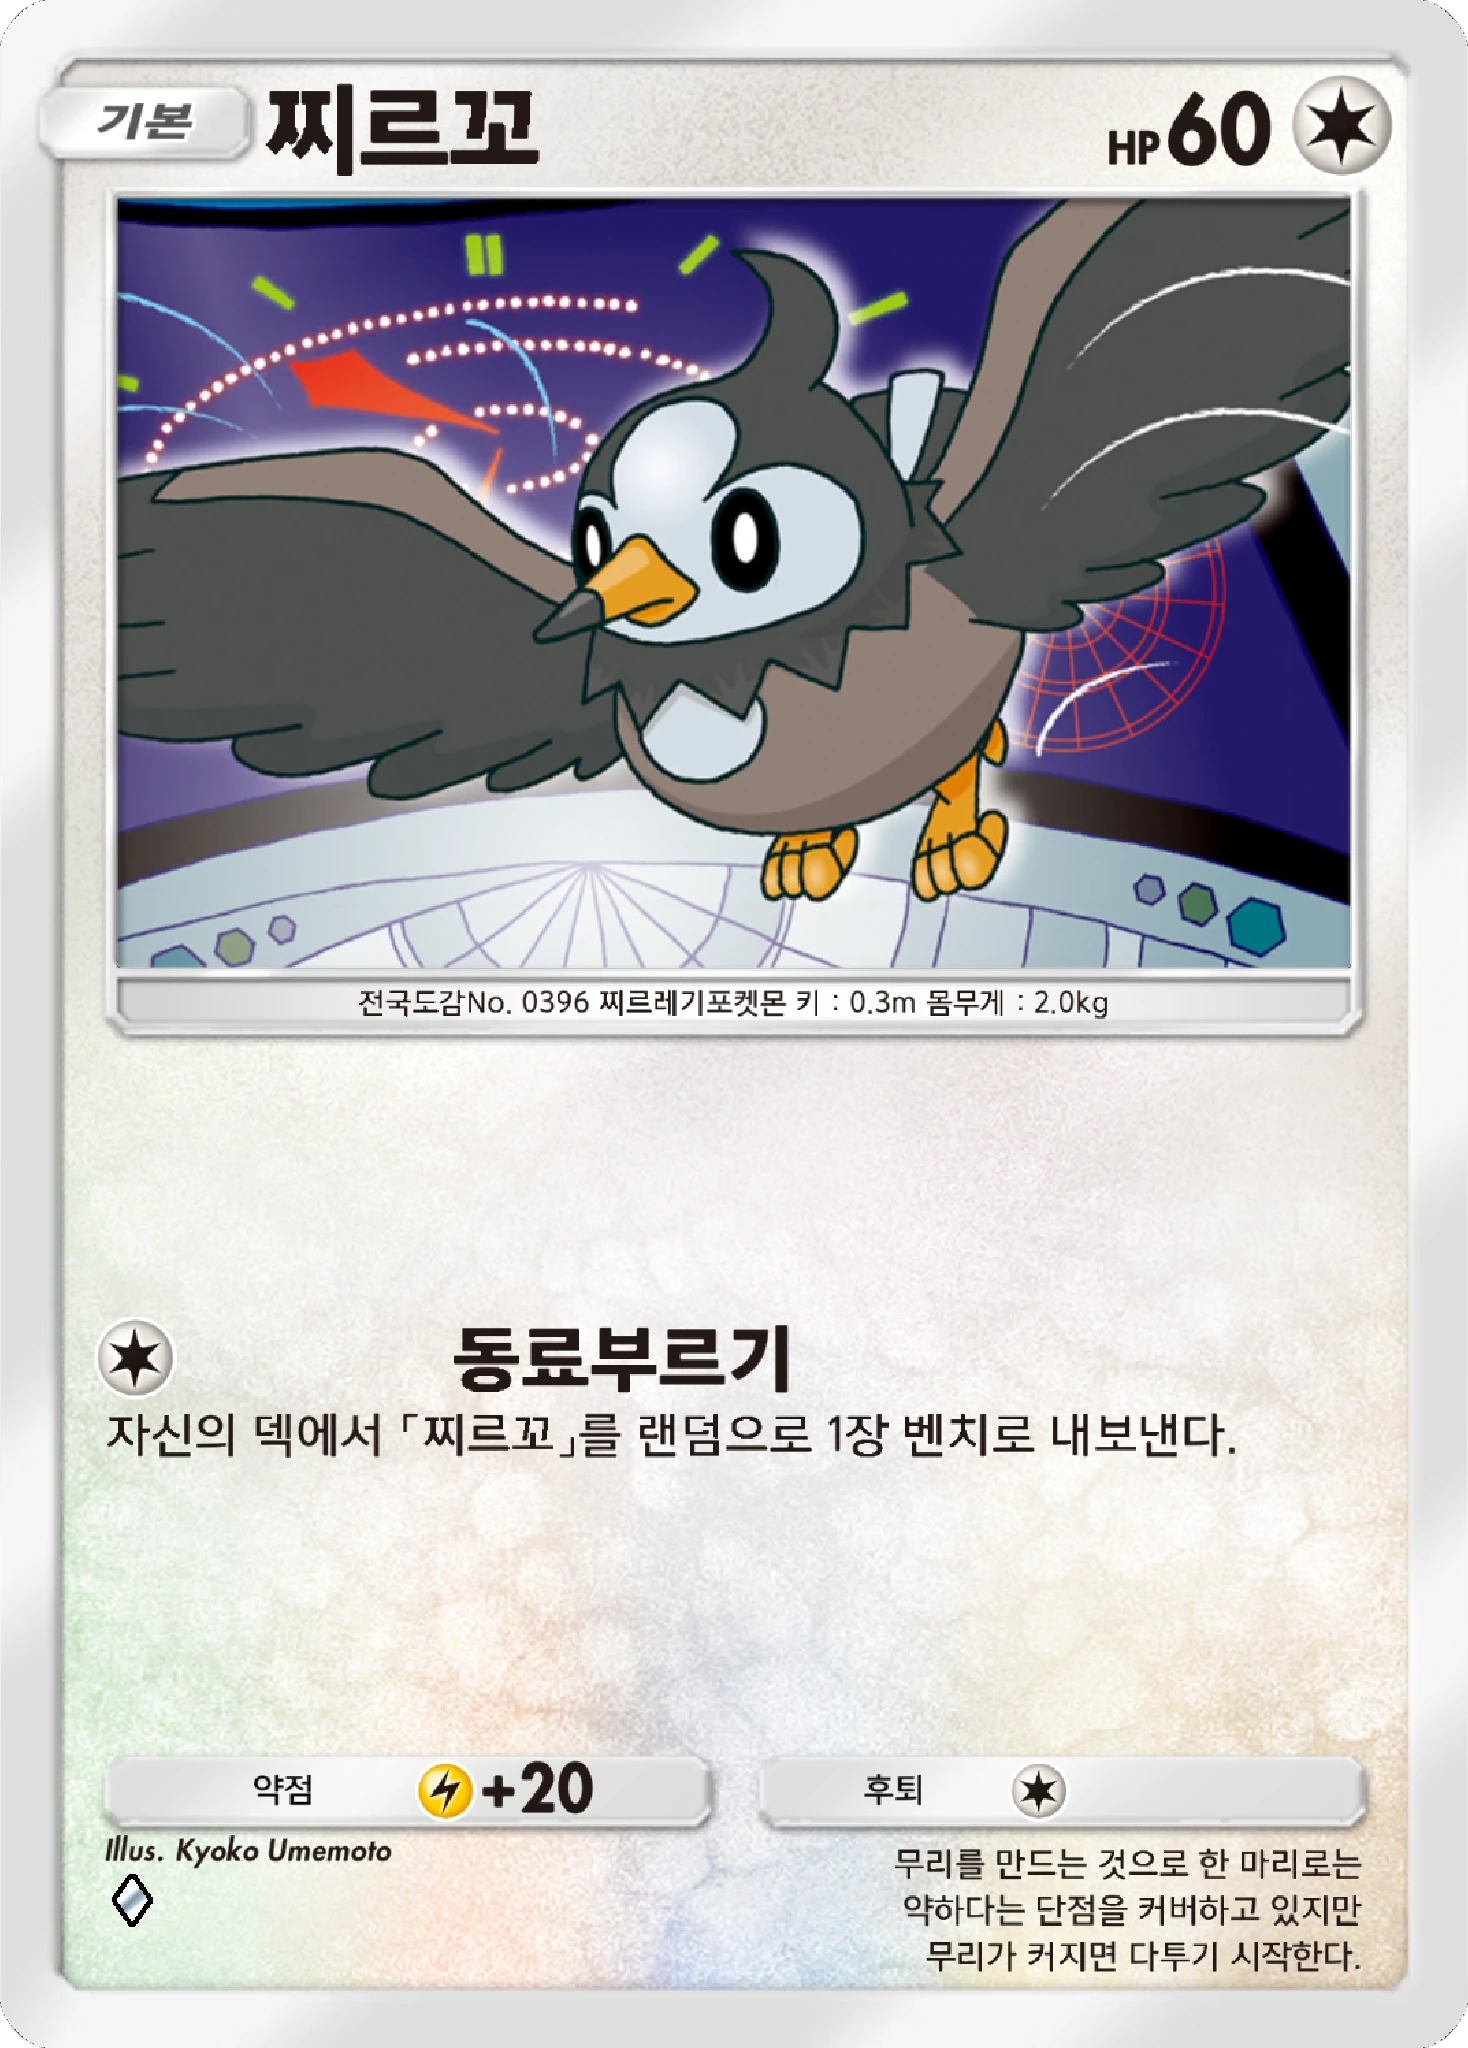 기본 찌르꼬 HP 60
전국도감No. 0396 찌르레기포켓몬 키 : 0.3m 몸무게 : 2.0kg
동료부르기
자신의 덱에서 「찌르꼬」를 랜덤으로 1장 벤치로 내보낸다.
약점 +20 후퇴
Illus. Kyoko Umemoto
무리를 만드는 것으로 한 마리로는
약하다는 단점을 커버하고 있지만
무리가 커지면 다투기 시작한다.